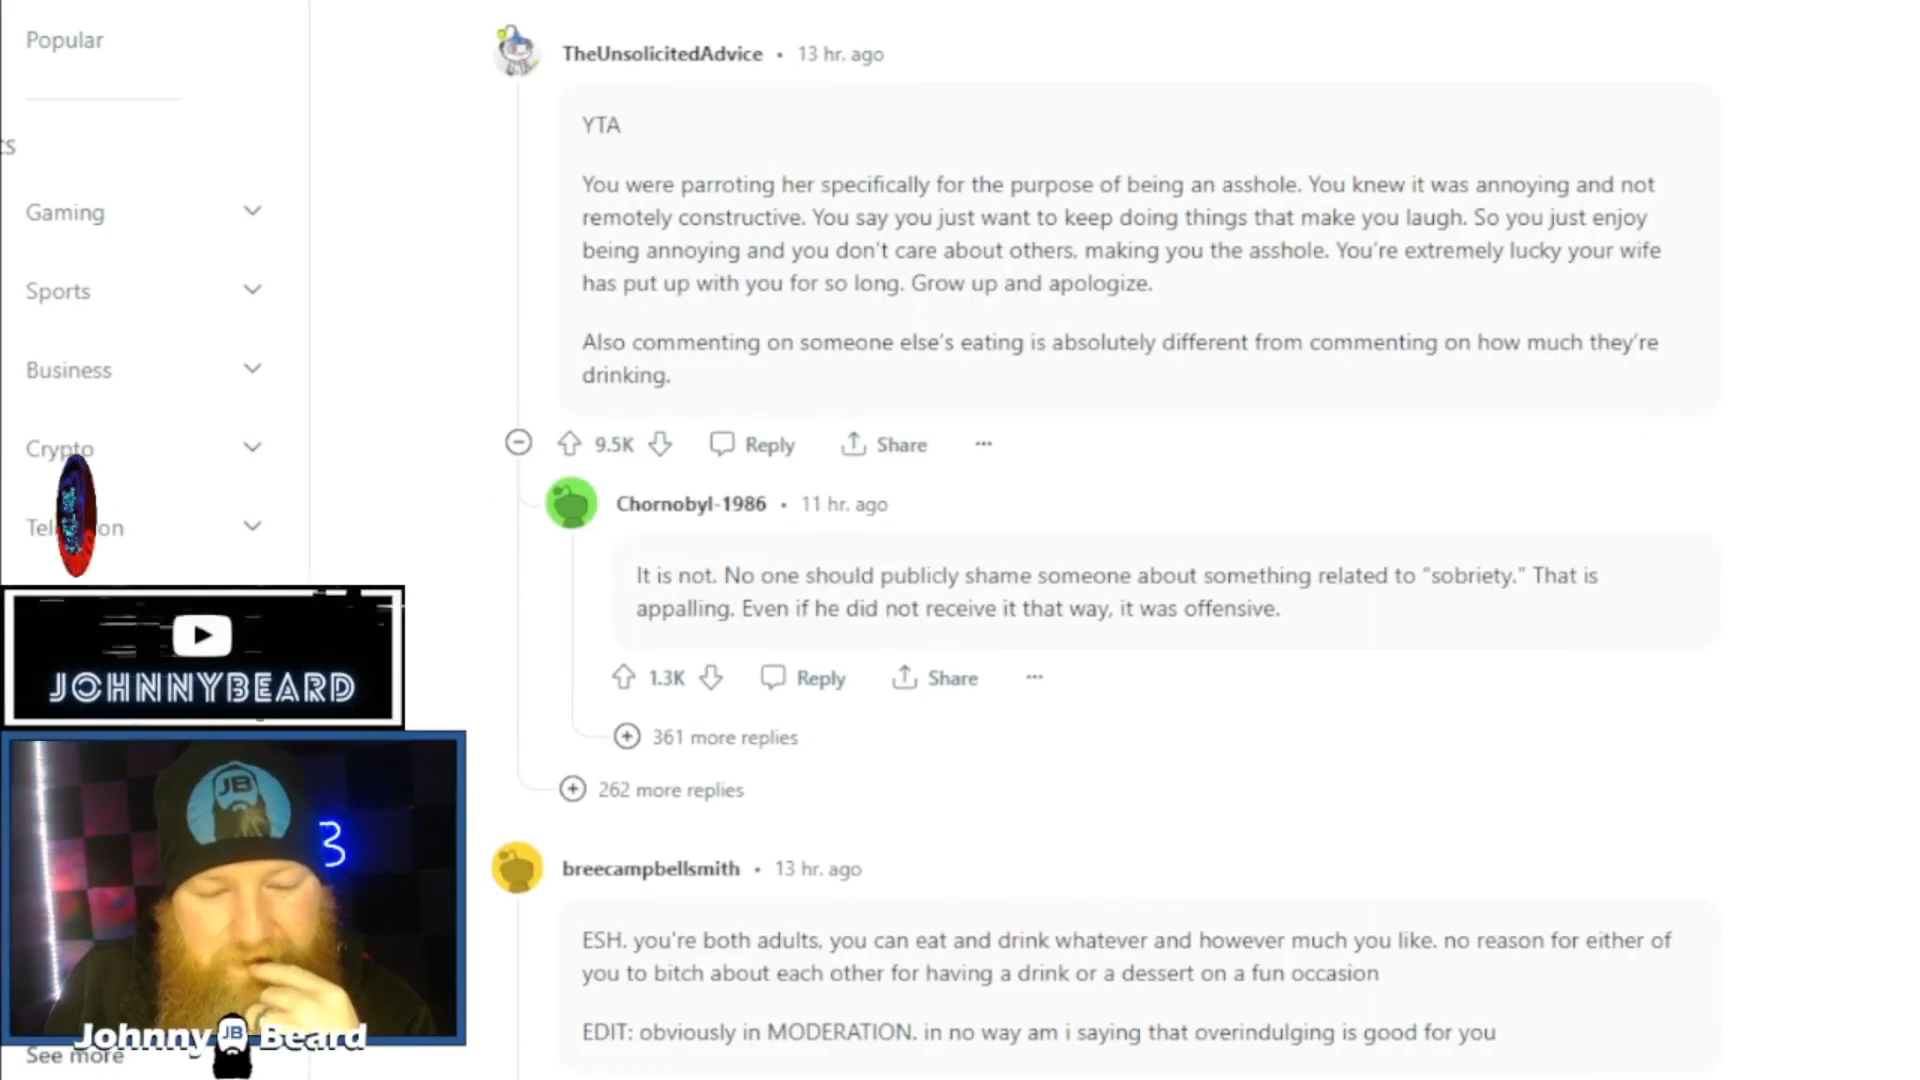 Popular
cs
Gaming
Sports
Business
Crypto
See more
JOHNNYBEARD
JB
3
Johnny JB Beard
TheUnsolicitedAdvice • 13 hr. ago
YTA
You were parroting her specifically for the purpose of being an asshole. You knew it was annoying and not
remotely constructive. You say you just want to keep doing things that make you laugh. So you just enjoy
being annoying and you don't care about others, making you the asshole. You're extremely lucky your wife
has put up with you for so long. Grow up and apologize.
Also commenting on someone else's eating is absolutely different from commenting on how much they're
drinking.
9.5K Reply Share ...
Chornobyl-1986 • 11 hr. ago
It is not. No one should publicly shame someone about something related to “sobriety.” That is
appalling. Even if he did not receive it that way, it was offensive.
1.3K Reply Share ...
361 more replies
262 more replies
breecampbellsmith • 13 hr. ago
ESH. you're both adults, you can eat and drink whatever and however much you like. no reason for either of
you to bitch about each other for having a drink or a dessert on a fun occasion
EDIT: obviously in MODERATION. in no way am i saying that overindulging is good for you